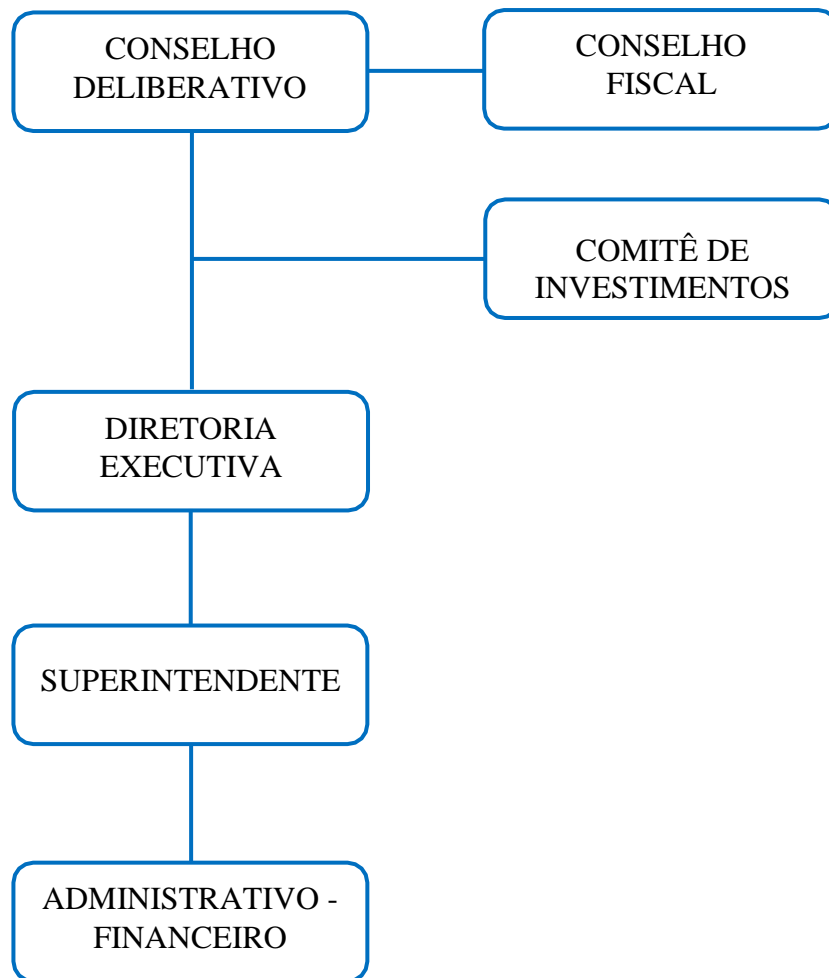 CONSELHO
DELIBERATIVO
CONSELHO
FISCAL
COMITÊ DE
INVESTIMENTOS
DIRETORIA
EXECUTIVA
SUPERINTENDENTE
ADMINISTRATIVO -
FINANCEIRO